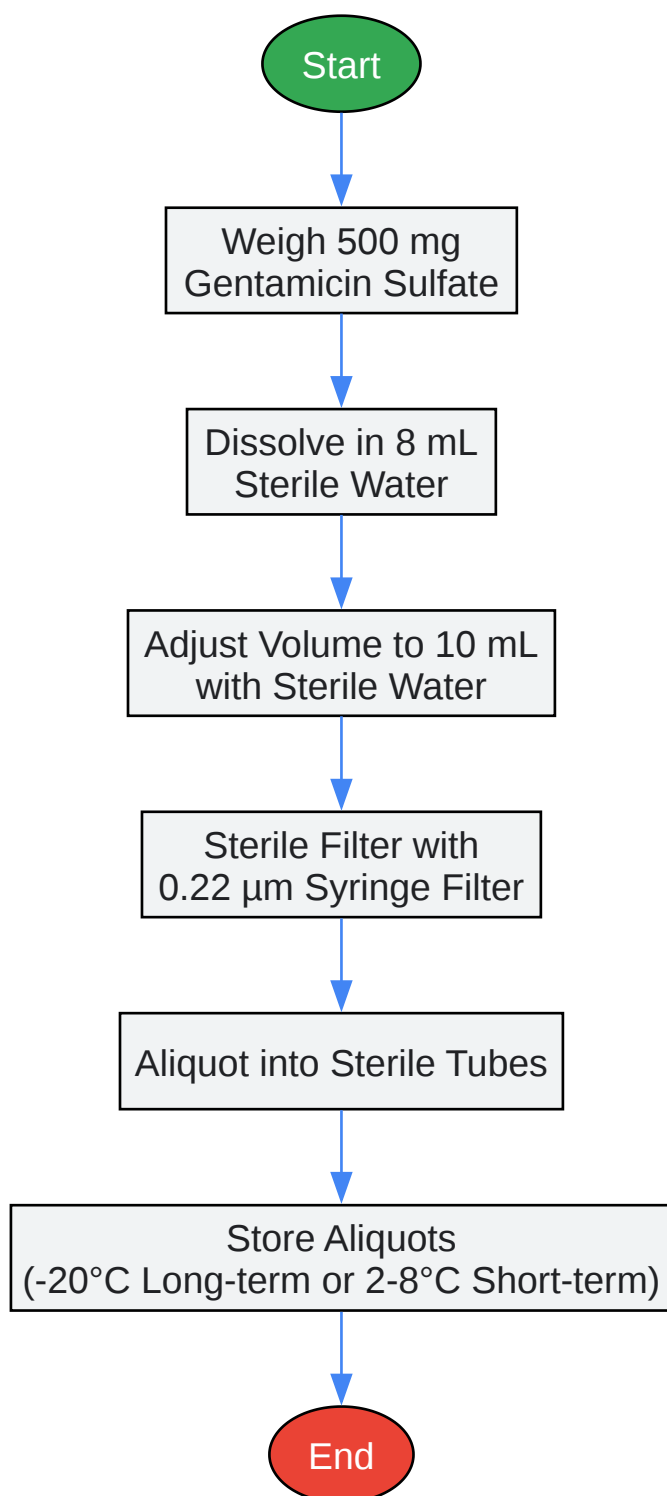 Start
Weigh 500 mg
Gentamicin Sulfate
Dissolve in 8 mL
Sterile Water
Adjust Volume to 10 mL
with Sterile Water
Sterile Filter with
0.22 µm Syringe Filter
Aliquot into Sterile Tubes
Store Aliquots
(-20°C Long-term or 2-8°C Short-term)
End